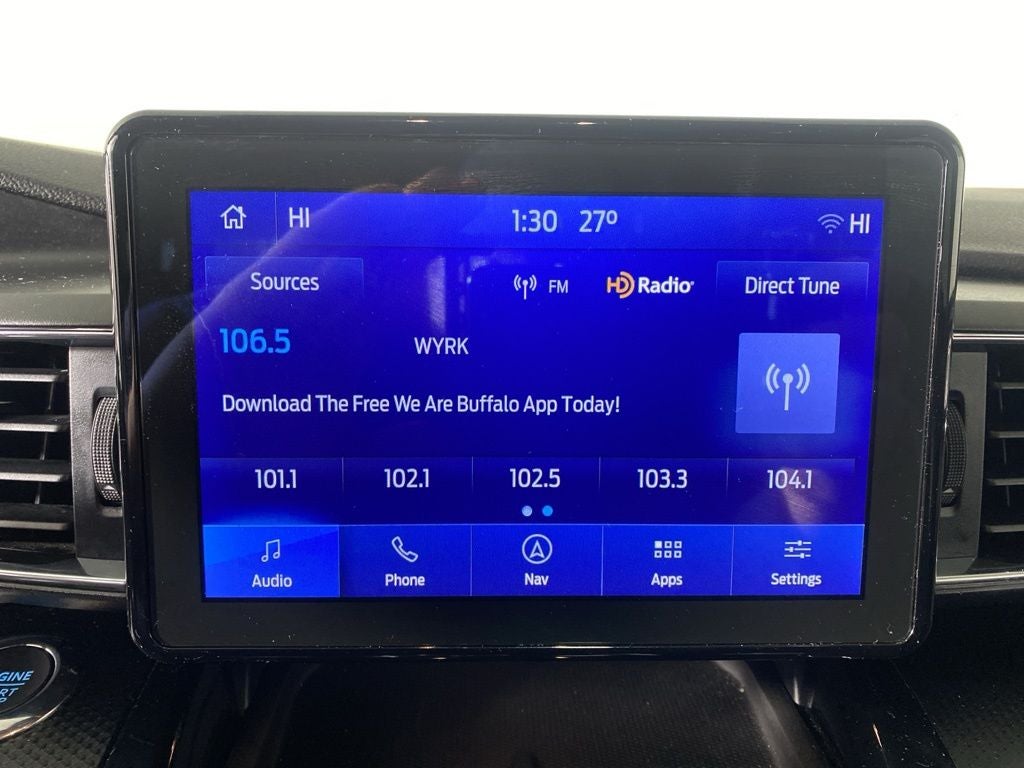 HI 1:30 27º HI
Sources FM HD Radio Direct Tune
106.5 WYRK
Download The Free We Are Buffalo App Today!
101.1 102.1 102.5 103.3 104.1
Audio Phone Nav Apps Settings